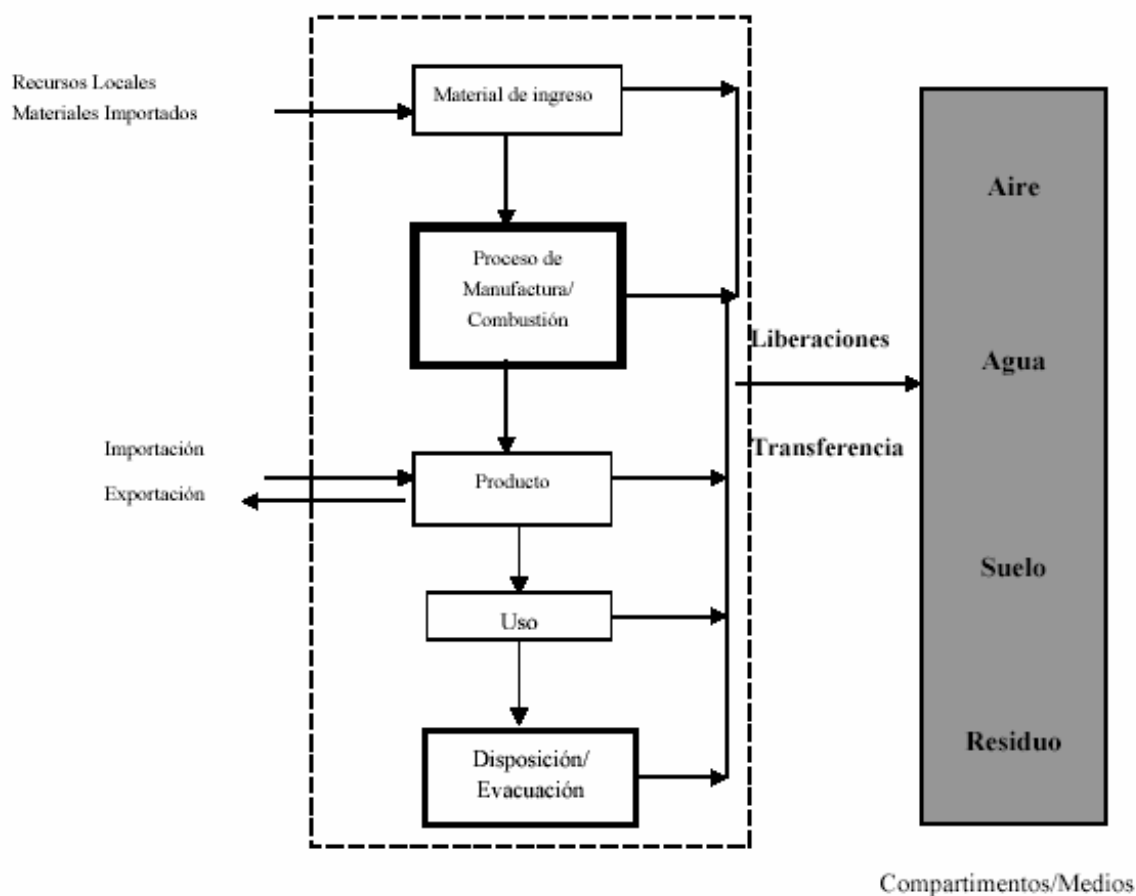 Recursos Locales
Materiales Importados
Material de ingreso
Proceso de
Manufactura/
Combustión
Importación
Exportación
Producto
Uso
Disposición/
Evacuación
Liberaciones
Transferencia
Aire
Agua
Suelo
Residuo
Compartimentos/Medios